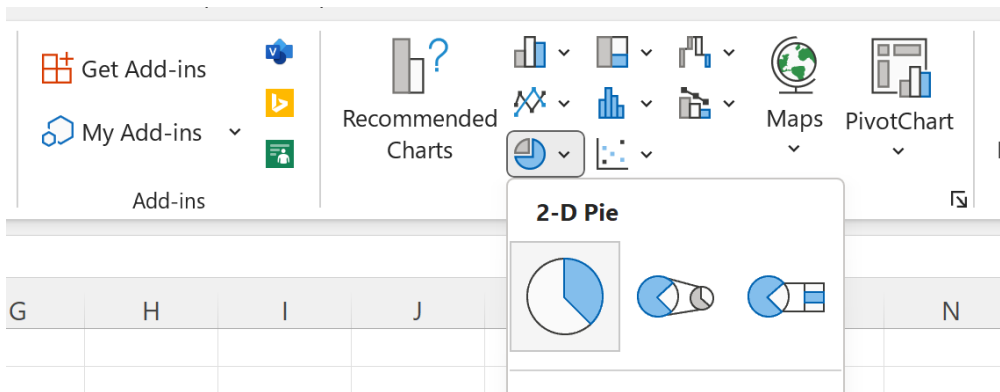 Get Add-ins
My Add-ins
Add-ins
Recommended
Charts
Maps
PivotChart
2-D Pie
G H I J N